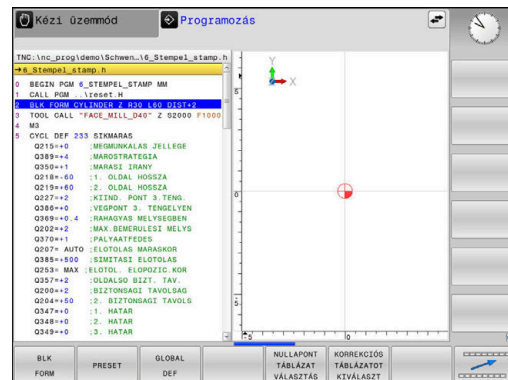 Kézi üzemmód
Programozás
TNC:\nc_prog\demo\Schwen…\6_Stempel_stamp.h
→6_Stempel_stamp.h
0 BEGIN PGM 6_STEMPEL_STAMP MM
1 CALL PGM ..\reset.H
2 BLK FORM CYLINDER Z R30 L60 DIST+2
3 TOOL CALL "FACE_MILL_D40" Z S2000 F1000
4 M3
5 CYCL DEF 233 SIKMARAS
Q215=+0 ;MEGMUNKALAS JELLEGE
Q389=+4 ;MAROSTRATEGIA
Q350=+1 ;MARASI IRANY
Q218=-60 ;1. OLDAL HOSSZA
Q219=+60 ;2. OLDAL HOSSZA
Q227=+2 ;KIIND. PONT 3.TENG.
Q386=+0 ;VEGPONT 3. TENGELYEN
Q369=+0.4 ;RAHAGYAS MELYSEGBEN
Q202=+2 ;MAX.BEMERULESI MELYS
Q370=+1 ;PALYAATFEDES
Q207= AUTO ;ELOTOLAS MARASKOR
Q385=+500 ;SIMITASI ELOTOLAS
Q253= MAX ;ELOTOL. ELOPOZIC.KOR
Q357=+2 ;OLDALSO BIZT. TAV.
Q200=+2 ;BIZTONSAGI TAVOLSAG
Q204=+50 ;2. BIZTONSAGI TAVOLS
Q347=+0 ;1. HATAR
Q348=+0 ;2. HATAR
Q349=+0 ;3. HATAR
Y
X
5
0
-5
-5
0
BLK
FORM
PRESET
GLOBAL
DEF
NULLAPONT
TÁBLÁZAT
VÁLASZTÁS
KORREKCIÓS
TÁBLÁZATOT
KIVÁLASZT